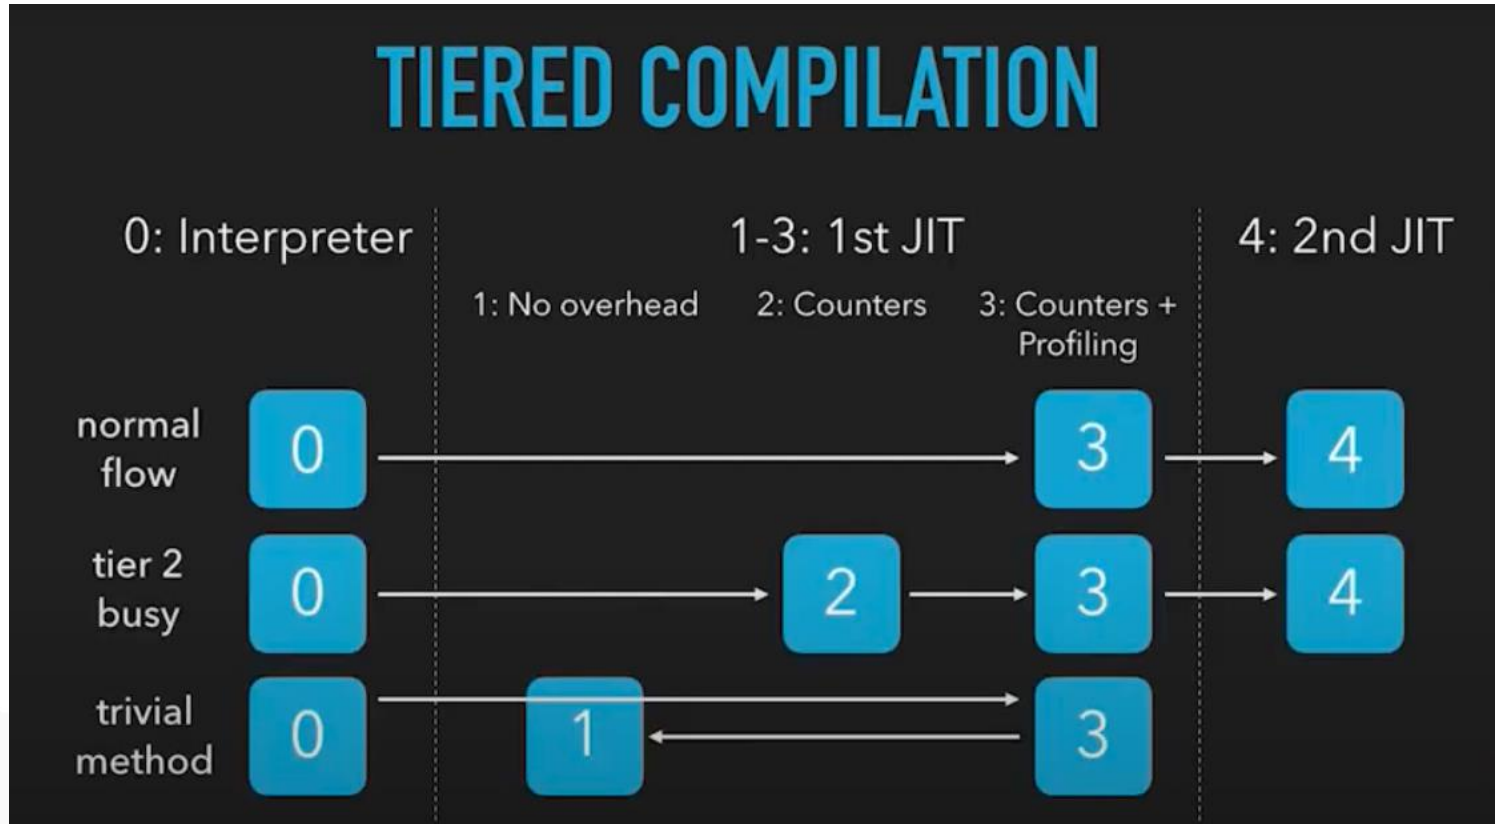 TIERED COMPILATION
0: Interpreter
1-3: 1st JIT
4: 2nd JIT
1: No overhead
2: Counters
3: Counters +
Profiling
normal
flow
0
3
4
tier 2
busy
0
2
3
4
trivial
method
0
1
3